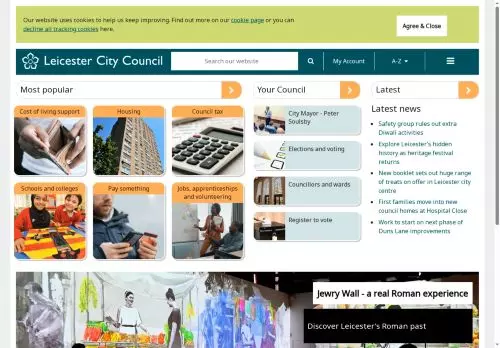 Our website uses cookies to help us keep improving. Find out more on our cookie page or you can
decline all tracking cookies here.
Agree & Close
Leicester City Council
Search our website
My Account
A-Z
Most popular
Cost of living support
Housing
Council tax
Schools and colleges
Pay something
Jobs, apprenticeships
and volunteering
Your Council
City Mayor - Peter
Soulsby
Elections and voting
Councillors and wards
Register to vote
Latest
Latest news
Safety group rules out extra
Diwali activities
Explore Leicester's hidden
history as heritage festival
returns
New booklet sets out huge
range of treats on offer in Leicester city
centre
First families move into new
council homes at Hospital Close
Work to start on next phase of
Duns Lane improvements
Jewry Wall - a real Roman experience
Discover Leicester's Roman past